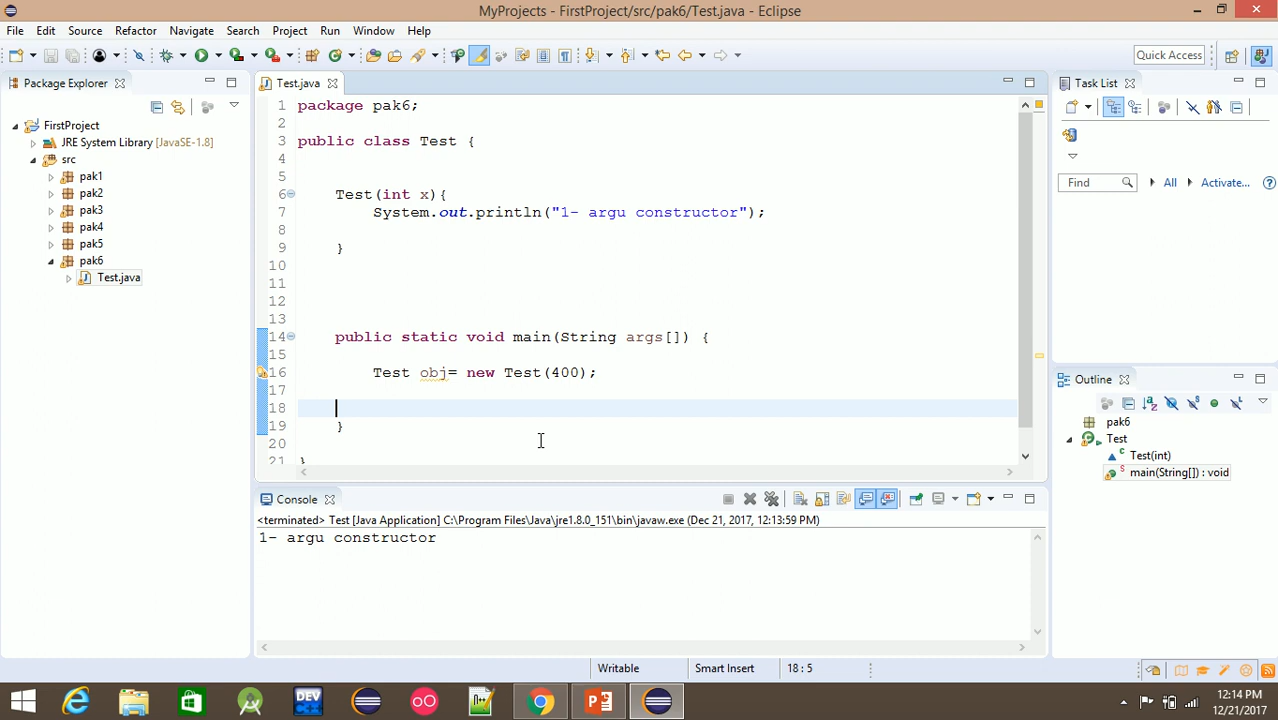 MyProjects - FirstProject/src/pak6/Test.java - Eclipse
File Edit Source Refactor Navigate Search Project Run Window Help
Quick Access
Package Explorer
FirstProject
JRE System Library [JavaSE-1.8]
src
pak1
pak2
pak3
pak4
pak5
pak6
Test.java
Test.java
1 package pak6;
2
3 public class Test {
4
5
6 Test(int x){
7 System.out.println("1- argu constructor");
8
9 }
10
11
12
13
14 public static void main(String args[]) {
15
16 Test obj= new Test(400);
17
18
19 }
20
21 }
Task List
Find All Activate...
Outline
pak6
Test
Test(int)
main(String[]) : void
Console
<terminated> Test [Java Application] C:\Program Files\Java\jre1.8.0_151\bin\javaw.exe (Dec 21, 2017, 12:13:59 PM)
1- argu constructor
Writable Smart Insert 18 : 5
DEV
12:14 PM
12/21/2017